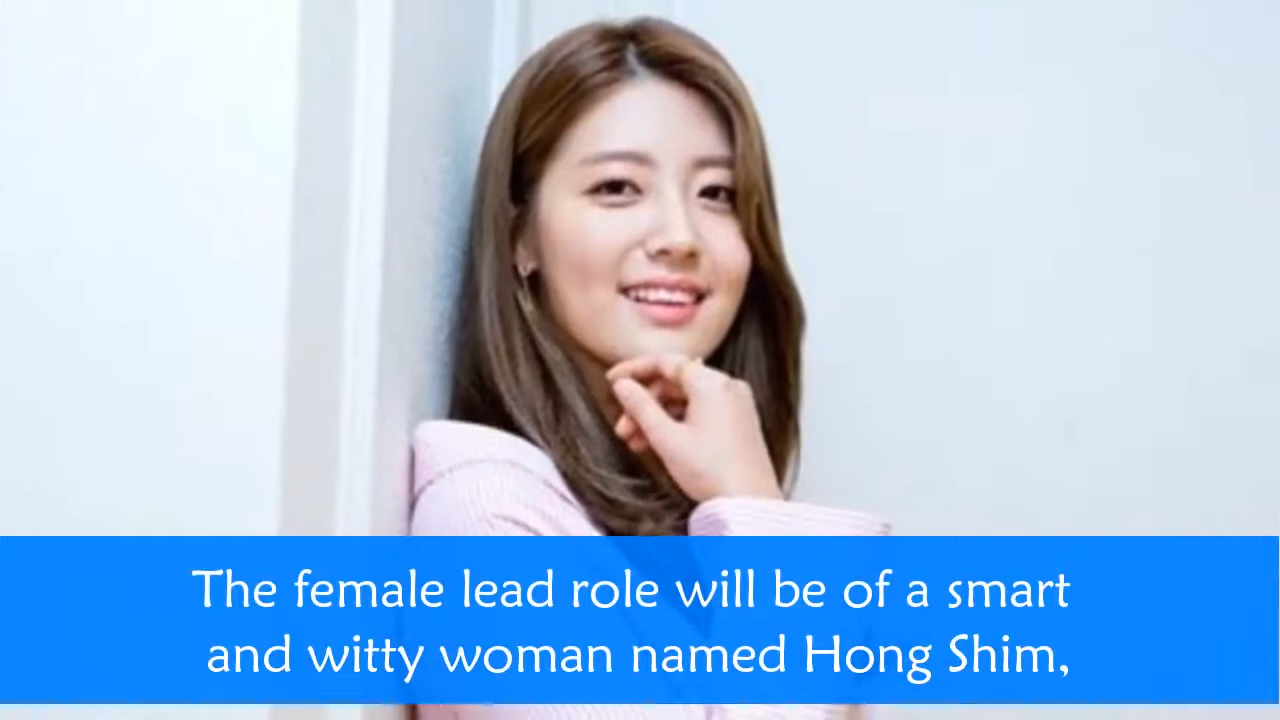 The female lead role will be of a smart
and witty woman named Hong Shim,